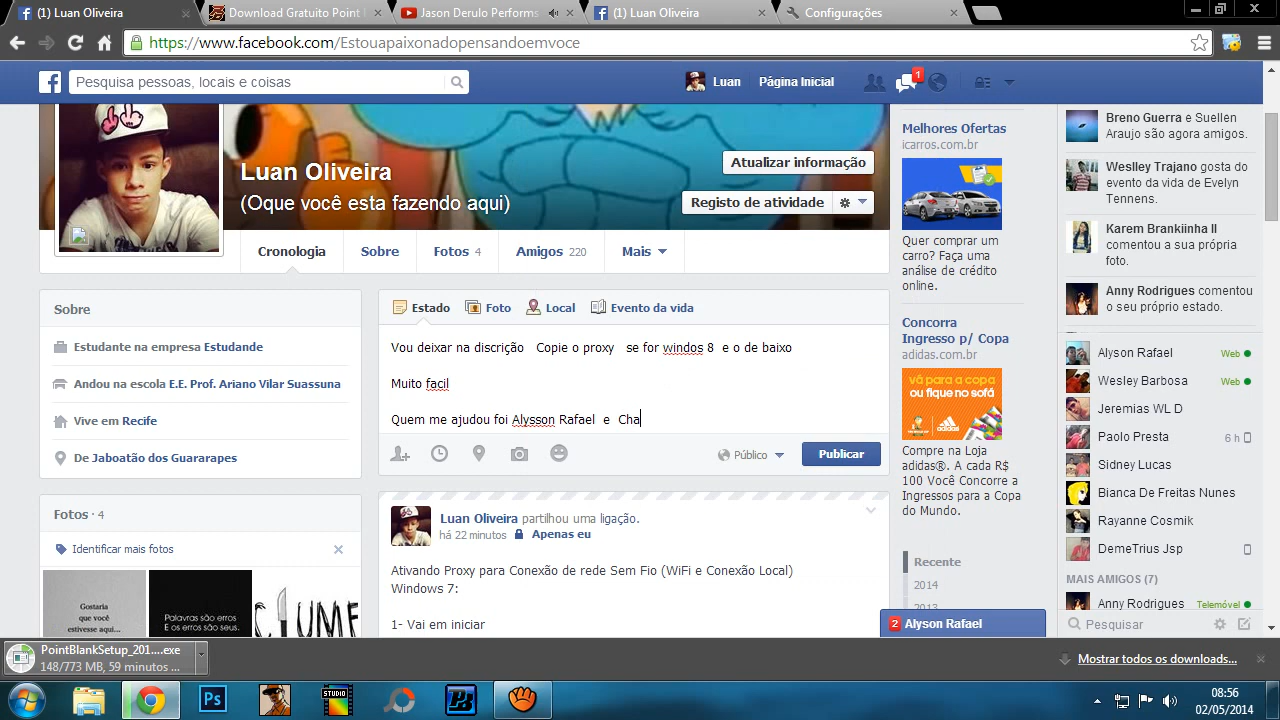 (1) Luan Oliveira
Download Gratuito Point
Jason Derulo Performs
(1) Luan Oliveira
Configurações
https://www.facebook.com/Estouapaixonadopensandoemvoce
Pesquisa pessoas, locais e coisas
Luan
Página Inicial
1
Luan Oliveira
(Oque você esta fazendo aqui)
Atualizar informação
Registo de atividade
Cronologia
Sobre
Fotos 4
Amigos 220
Mais
Sobre
Estudante na empresa Estudande
Andou na escola E.E. Prof. Ariano Vilar Suassuna
Vive em Recife
De Jaboatão dos Guararapes
Fotos · 4
Identificar mais fotos
Gostaria
que você
estivesse aqui...
Palavras são erros
E os erros são seus.
CIUME
Estado
Foto
Local
Evento da vida
Vou deixar na discrição Copie o proxy se for windos 8 e o de baixo
Muito facil
Quem me ajudou foi Alysson Rafael e Cha
Público
Publicar
Luan Oliveira partilhou uma ligação.
há 22 minutos Apenas eu
Ativando Proxy para Conexão de rede Sem Fio (WiFi e Conexão Local)
Windows 7:
1- Vai em iniciar
Melhores Ofertas
icarros.com.br
Quer comprar um
carro? Faça uma
análise de crédito
online.
Concorra
Ingresso p/ Copa
adidas.com.br
vá para a copa
ou fique no sofá
adidas
Compre na Loja
adidas®. A cada R$
100 Você Concorre a
Ingressos para a Copa
do Mundo.
Recente
2014
2013
Breno Guerra e Suellen
Araujo são agora amigos.
Weslley Trajano gosta do
evento da vida de Evelyn
Tennens.
Karem Brankiinha II
comentou a sua própria
foto.
Anny Rodrigues comentou
o seu próprio estado.
Alyson Rafael Web
Wesley Barbosa Web
Jeremias WL D
Paolo Presta 6 h
Sidney Lucas
Bianca De Freitas Nunes
Rayanne Cosmik
DemeTrius Jsp
MAIS AMIGOS (7)
Anny Rodrigues Telemóvel
Pesquisar
2 Alyson Rafael
PointBlankSetup_201....exe
148/773 MB, 59 minutos ...
Mostrar todos os downloads...
Ps
STUDIO
08:56
02/05/2014